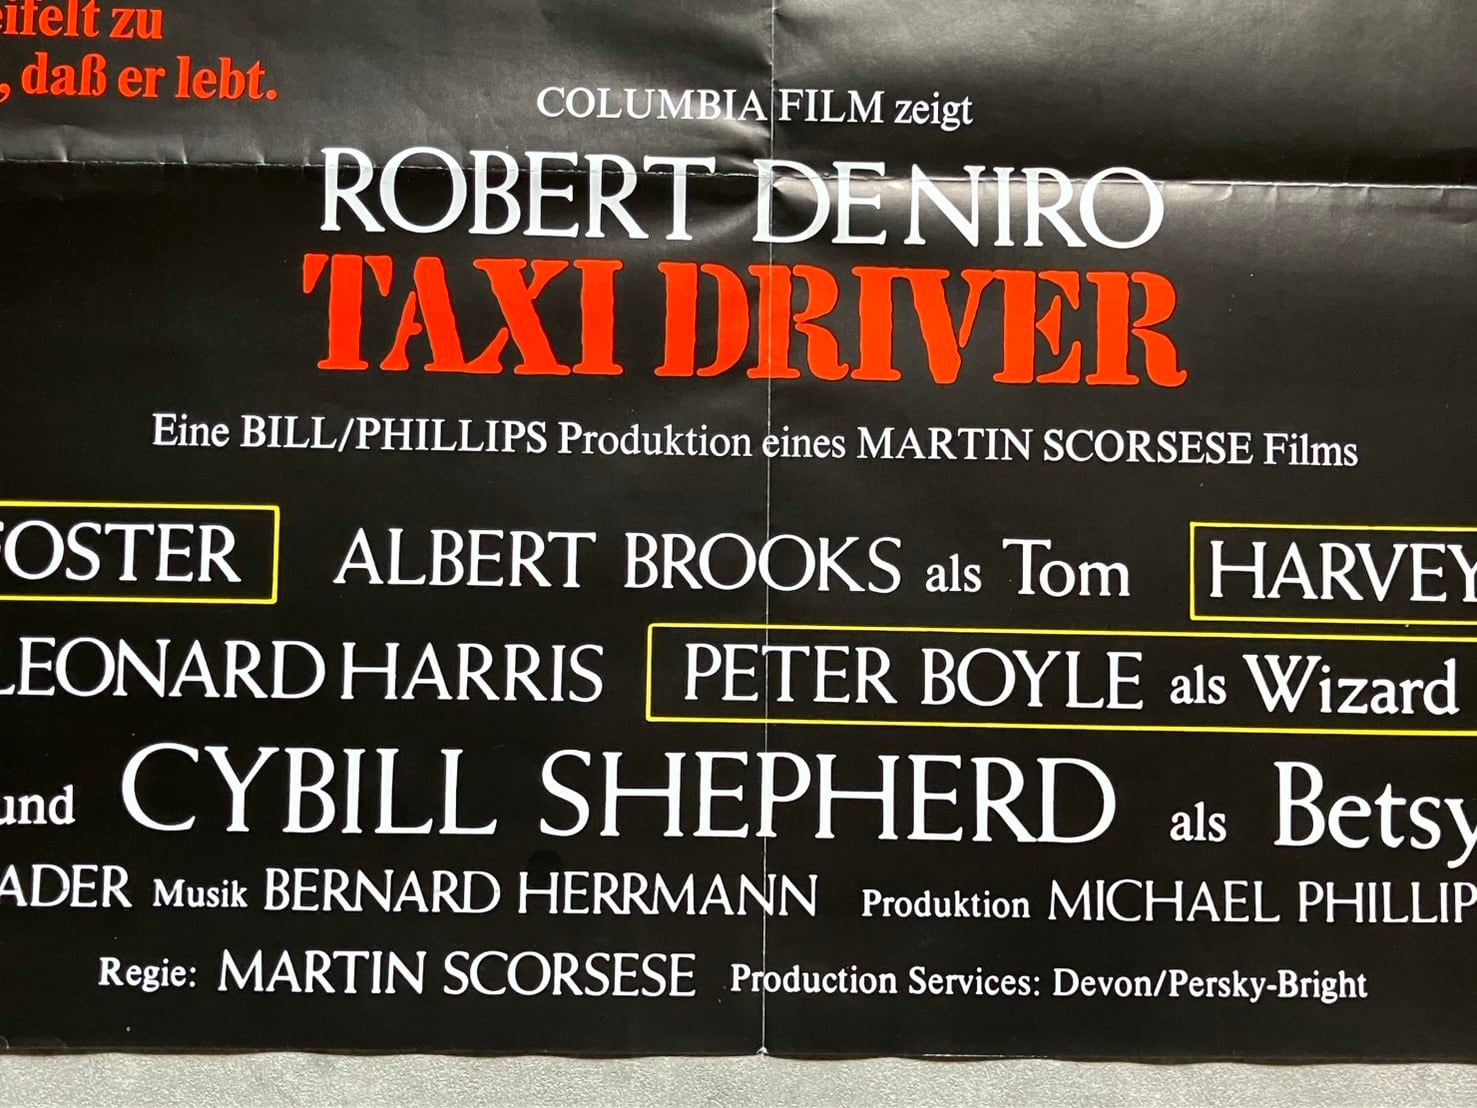 eifelt zu
, daß er lebt.
COLUMBIA FILM zeigt
ROBERT DE NIRO
TAXI DRIVER
Eine BILL/PHILLIPS Produktion eines MARTIN SCORSESE Films
FOSTER ALBERT BROOKS als Tom HARVEY
LEONARD HARRIS PETER BOYLE als Wizard
und CYBILL SHEPHERD als Betsy
ADER Musik BERNARD HERRMANN Produktion MICHAEL PHILLIP
Regie: MARTIN SCORSESE Production Services: Devon/Persky-Bright